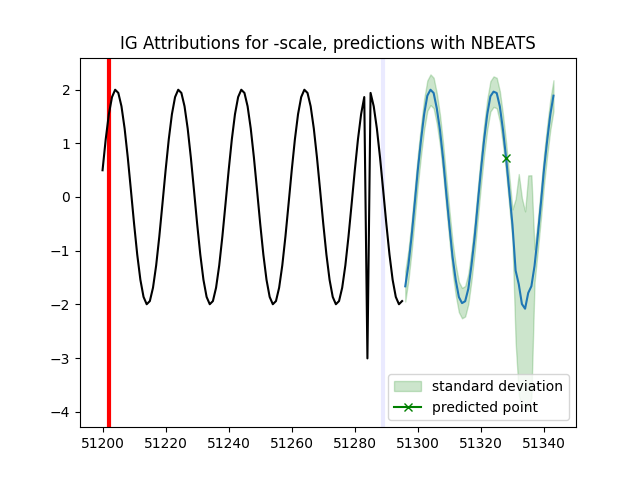 IG Attributions for -scale, predictions with NBEATS
2
1
0
−1
−2
−3
−4
standard deviation
predicted point
51200 51220 51240 51260 51280 51300 51320 51340